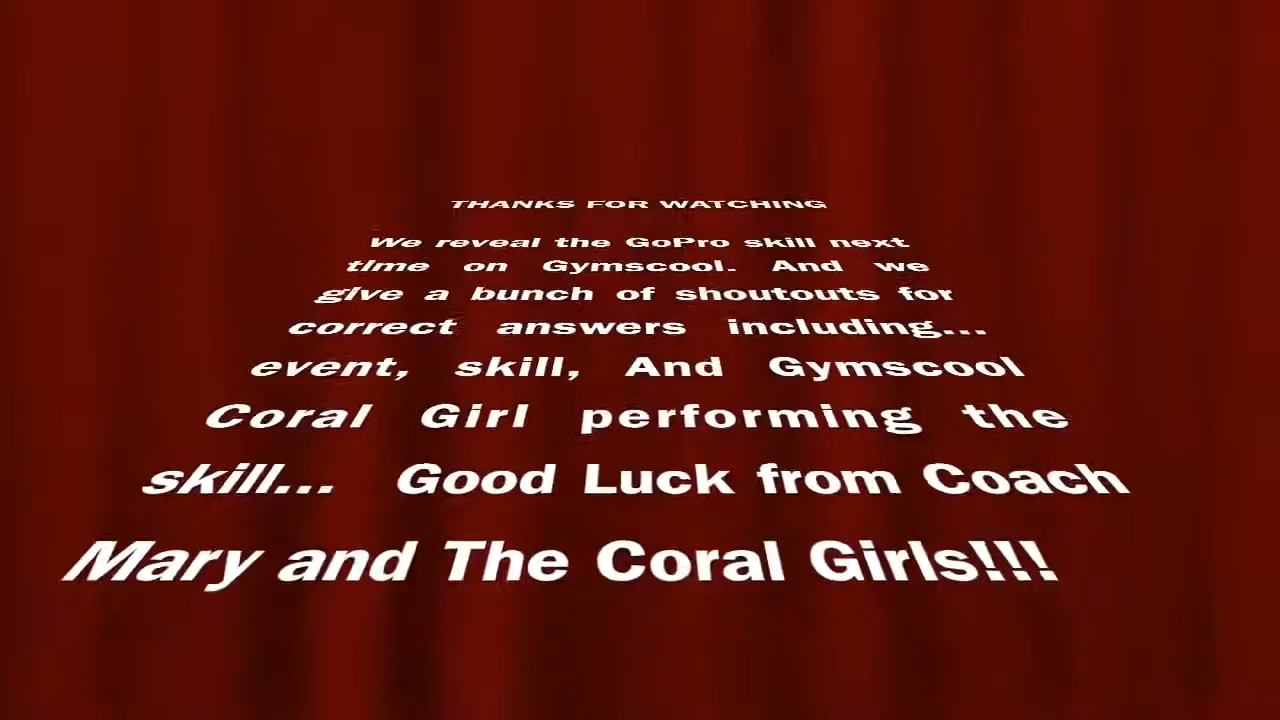 THANKS FOR WATCHING
We reveal the GoPro skill next
time on Gymscool. And we
give a bunch of shoutouts for
correct answers including...
event, skill, And Gymscool
Coral Girl performing the
skill... Good Luck from Coach
Mary and The Coral Girls!!!